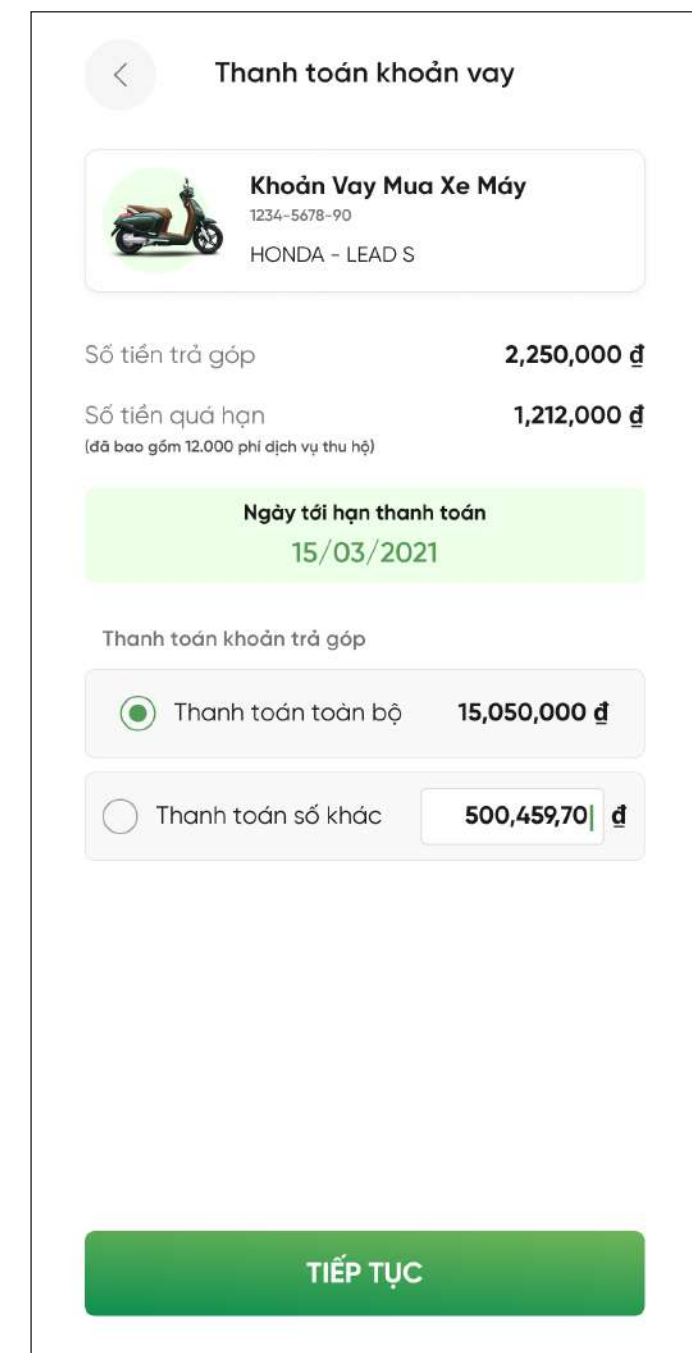 Thanh toán khoản vay
Khoản Vay Mua Xe Máy
1234-5678-90
HONDA - LEAD S
Số tiền trả góp 2,250,000 ₫
Số tiền quá hạn 1,212,000 ₫
(đã bao gồm 12.000 phí dịch vụ thu hộ)
Ngày tới hạn thanh toán
15/03/2021
Thanh toán khoản trả góp
Thanh toán toàn bộ 15,050,000 ₫
Thanh toán số khác 500,459,70 ₫
TIẾP TỤC